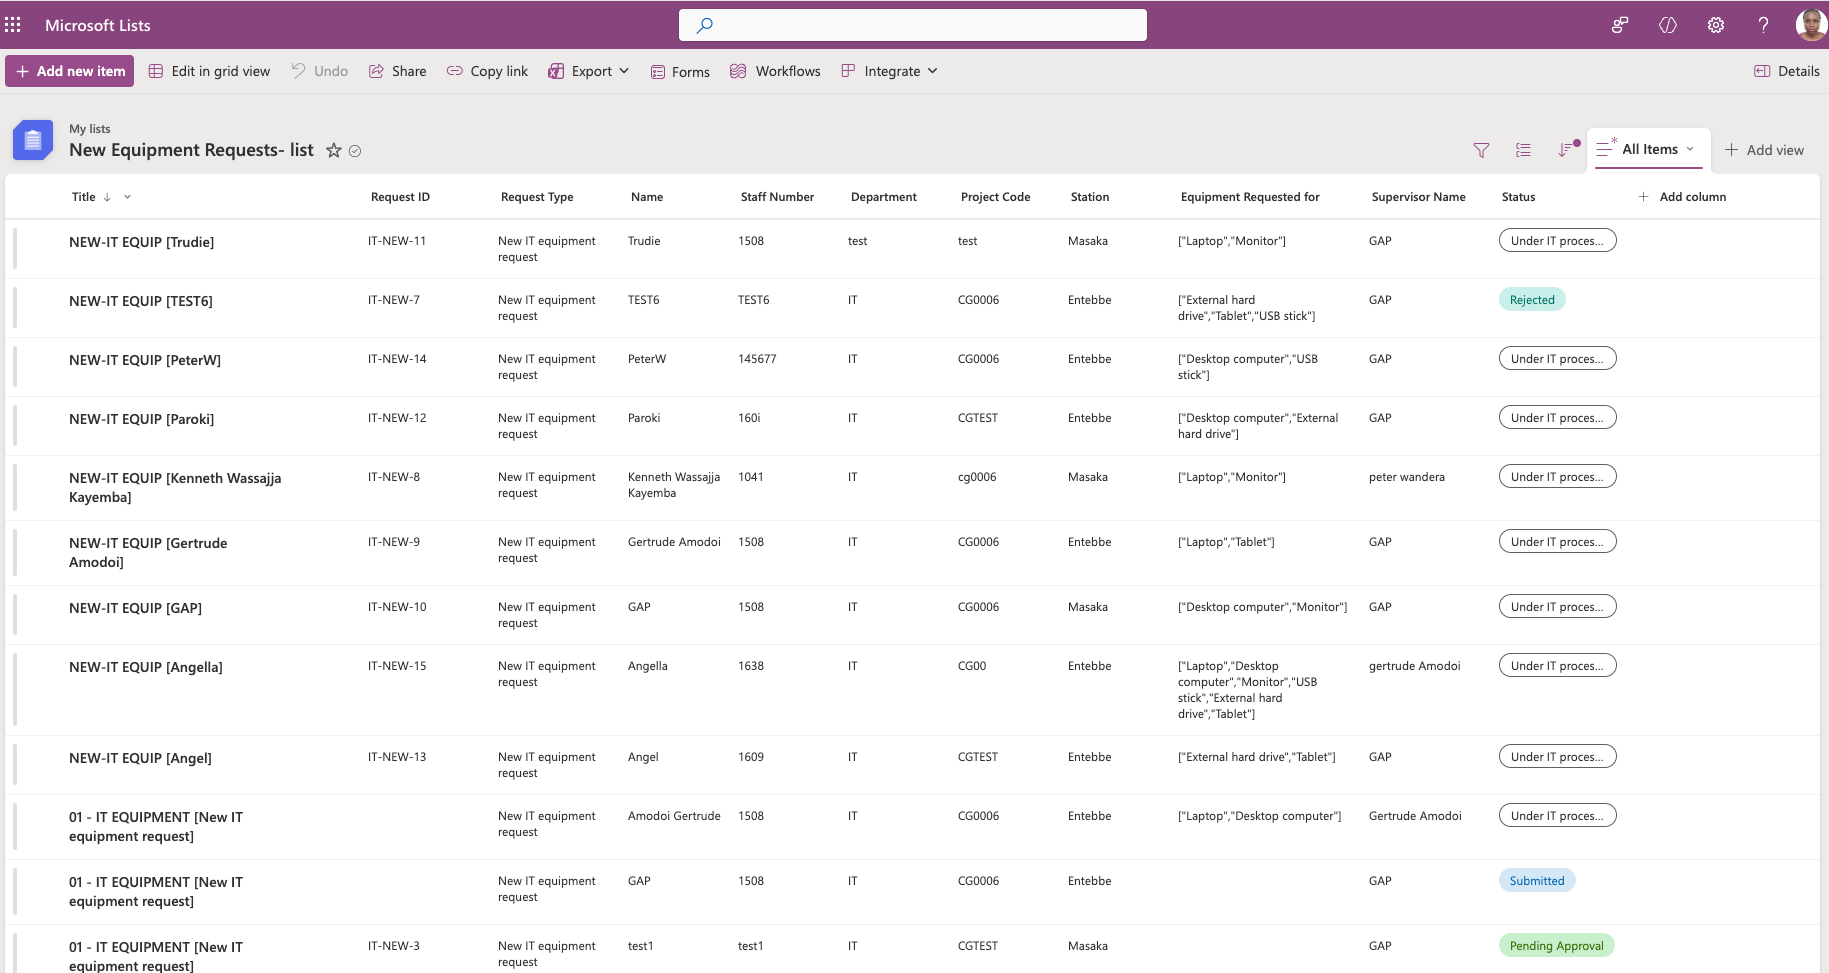 Microsoft Lists
Add new item
Edit in grid view
Undo
Share
Copy link
Export
Forms
Workflows
Integrate
Details
My lists
New Equipment Requests- list
All Items
Add view
Title
Request ID
Request Type
Name
Staff Number
Department
Project Code
Station
Equipment Requested for
Supervisor Name
Status
Add column
NEW-IT EQUIP [Trudie]
IT-NEW-11
New IT equipment
request
Trudie
1508
test
test
Masaka
["Laptop","Monitor"]
GAP
Under IT proces...
NEW-IT EQUIP [TEST6]
IT-NEW-7
New IT equipment
request
TEST6
TEST6
IT
CG0006
Entebbe
["External hard
drive","Tablet","USB stick"]
GAP
Rejected
NEW-IT EQUIP [PeterW]
IT-NEW-14
New IT equipment
request
PeterW
145677
IT
CG0006
Entebbe
["Desktop computer","USB
stick"]
GAP
Under IT proces...
NEW-IT EQUIP [Paroki]
IT-NEW-12
New IT equipment
request
Paroki
160i
IT
CGTEST
Entebbe
["Desktop computer","External
hard drive"]
GAP
Under IT proces...
NEW-IT EQUIP [Kenneth Wassajja
Kayemba]
IT-NEW-8
New IT equipment
request
Kenneth Wassajja
Kayemba
1041
IT
cg0006
Masaka
["Laptop","Monitor"]
peter wandera
Under IT proces...
NEW-IT EQUIP [Gertrude
Amodoi]
IT-NEW-9
New IT equipment
request
Gertrude Amodoi
1508
IT
CG0006
Entebbe
["Laptop","Tablet"]
GAP
Under IT proces...
NEW-IT EQUIP [GAP]
IT-NEW-10
New IT equipment
request
GAP
1508
IT
CG0006
Masaka
["Desktop computer","Monitor"]
GAP
Under IT proces...
NEW-IT EQUIP [Angella]
IT-NEW-15
New IT equipment
request
Angella
1638
IT
CG00
Entebbe
["Laptop","Desktop
computer","Monitor","USB
stick","External hard
drive","Tablet"]
gertrude Amodoi
Under IT proces...
NEW-IT EQUIP [Angel]
IT-NEW-13
New IT equipment
request
Angel
1609
IT
CGTEST
Entebbe
["External hard drive","Tablet"]
GAP
Under IT proces...
01 - IT EQUIPMENT [New IT
equipment request]
New IT equipment
request
Amodoi Gertrude
1508
IT
CG0006
Entebbe
["Laptop","Desktop computer"]
Gertrude Amodoi
Under IT proces...
01 - IT EQUIPMENT [New IT
equipment request]
New IT equipment
request
GAP
1508
IT
CG0006
Entebbe
GAP
Submitted
01 - IT EQUIPMENT [New IT
equipment request]
IT-NEW-3
New IT equipment
request
test1
test1
IT
CGTEST
Masaka
GAP
Pending Approval